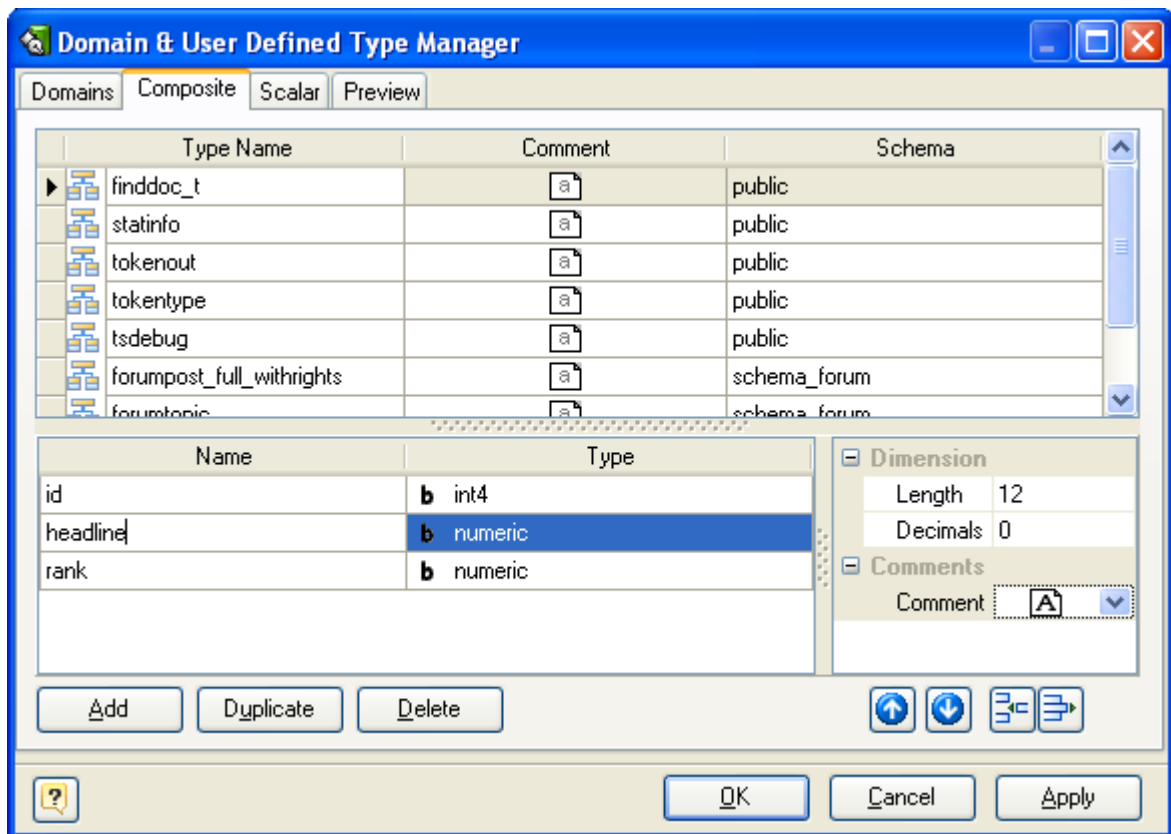 Domain & User Defined Type Manager
Domains Composite Scalar Preview
Type Name Comment Schema
finddoc_t a public
statinfo a public
tokenout a public
tokentype a public
tsdebug a public
forumpost_full_withrights a schema_forum
forumtopic a schema_forum
Name Type
id b int4
headline b numeric
rank b numeric
Dimension
Length 12
Decimals 0
Comments
Comment A
Add Duplicate Delete
? OK Cancel Apply